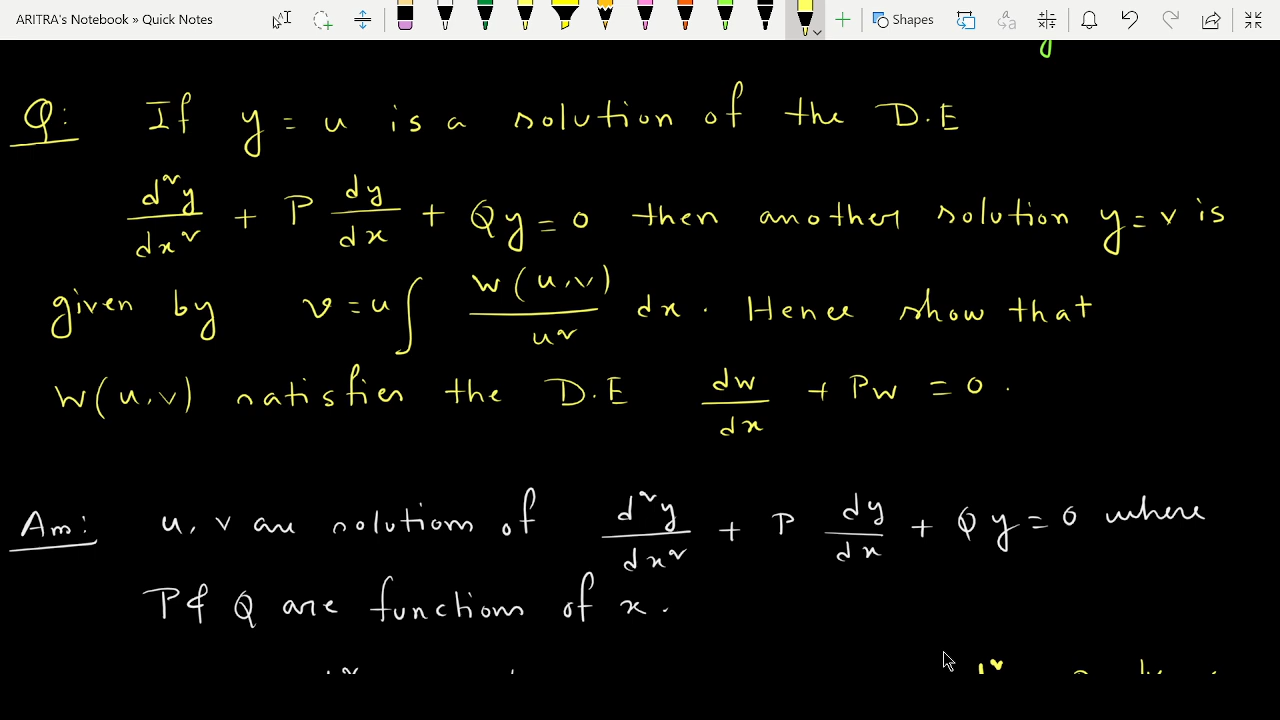 ARITRA's Notebook » Quick Notes
Shapes
Q: If y = u is a solution of the D.E
d²y/dx² + P dy/dx + Qy = 0 then another solution y = v is
given by v = u ∫ W(u,v)/u² dx. Hence show that
W(u,v) satisfies the D.E dW/dx + PW = 0.
Ans: u, v are solutions of d²y/dx² + P dy/dx + Qy = 0 where
P & Q are functions of x.